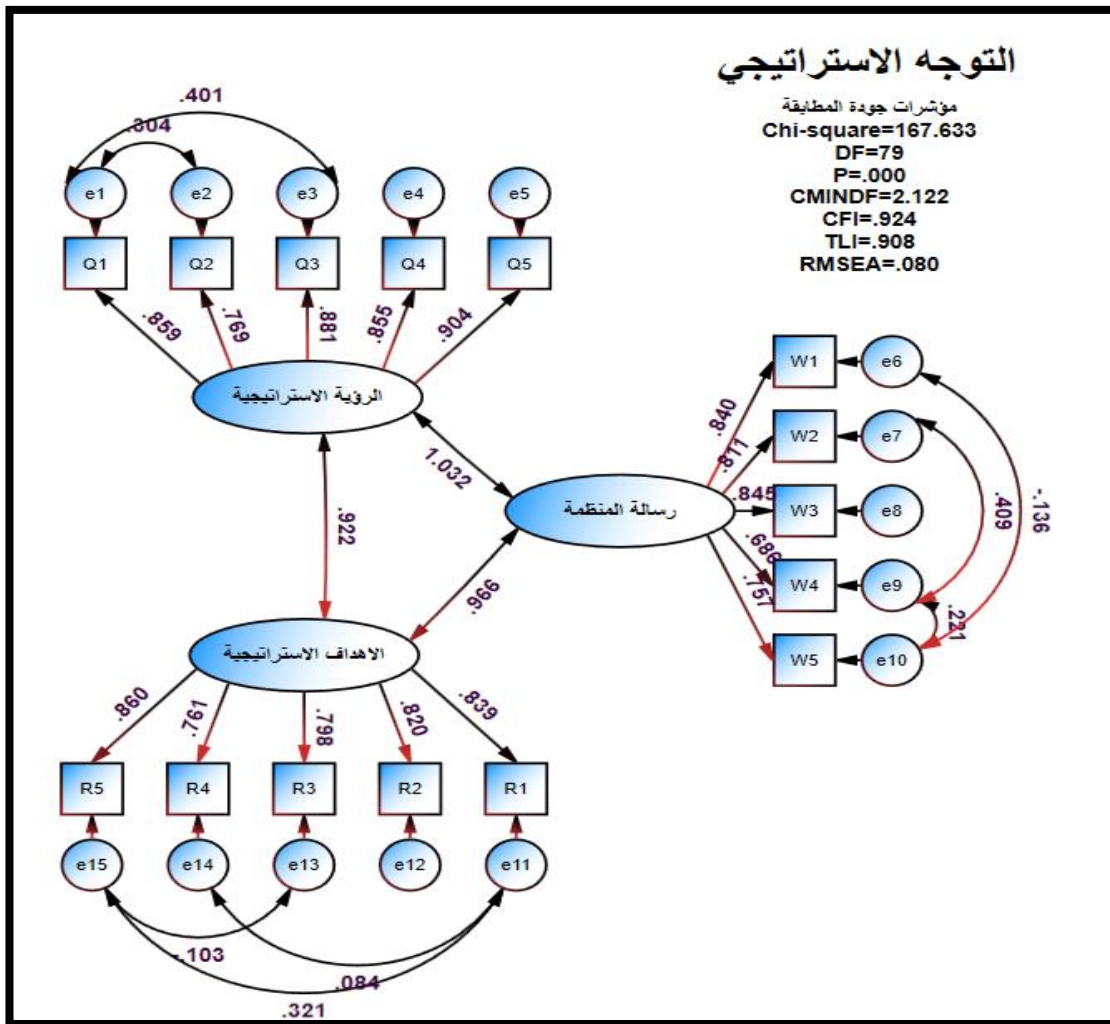 التوجه الاستراتيجي
مؤشرات جودة المطابقة
Chi-square=167.633
DF=79
P=.000
CMINDF=2.122
CFI=.924
TLI=.908
RMSEA=.080
.401
.304
e1 e2 e3 e4 e5
Q1 Q2 Q3 Q4 Q5
.859 .769 .881 .855 .904
الرؤية الاستراتيجية
1.032
.922
.966
رسالة المنظمة
.840
.811
.845
.686
.757
W1 e6
W2 e7
W3 e8
W4 e9
W5 e10
-.136
.409
.221
الاهداف الاستراتيجية
.860 .761 .798 .820 .839
R5 R4 R3 R2 R1
e15 e14 e13 e12 e11
-.103
.084
.321